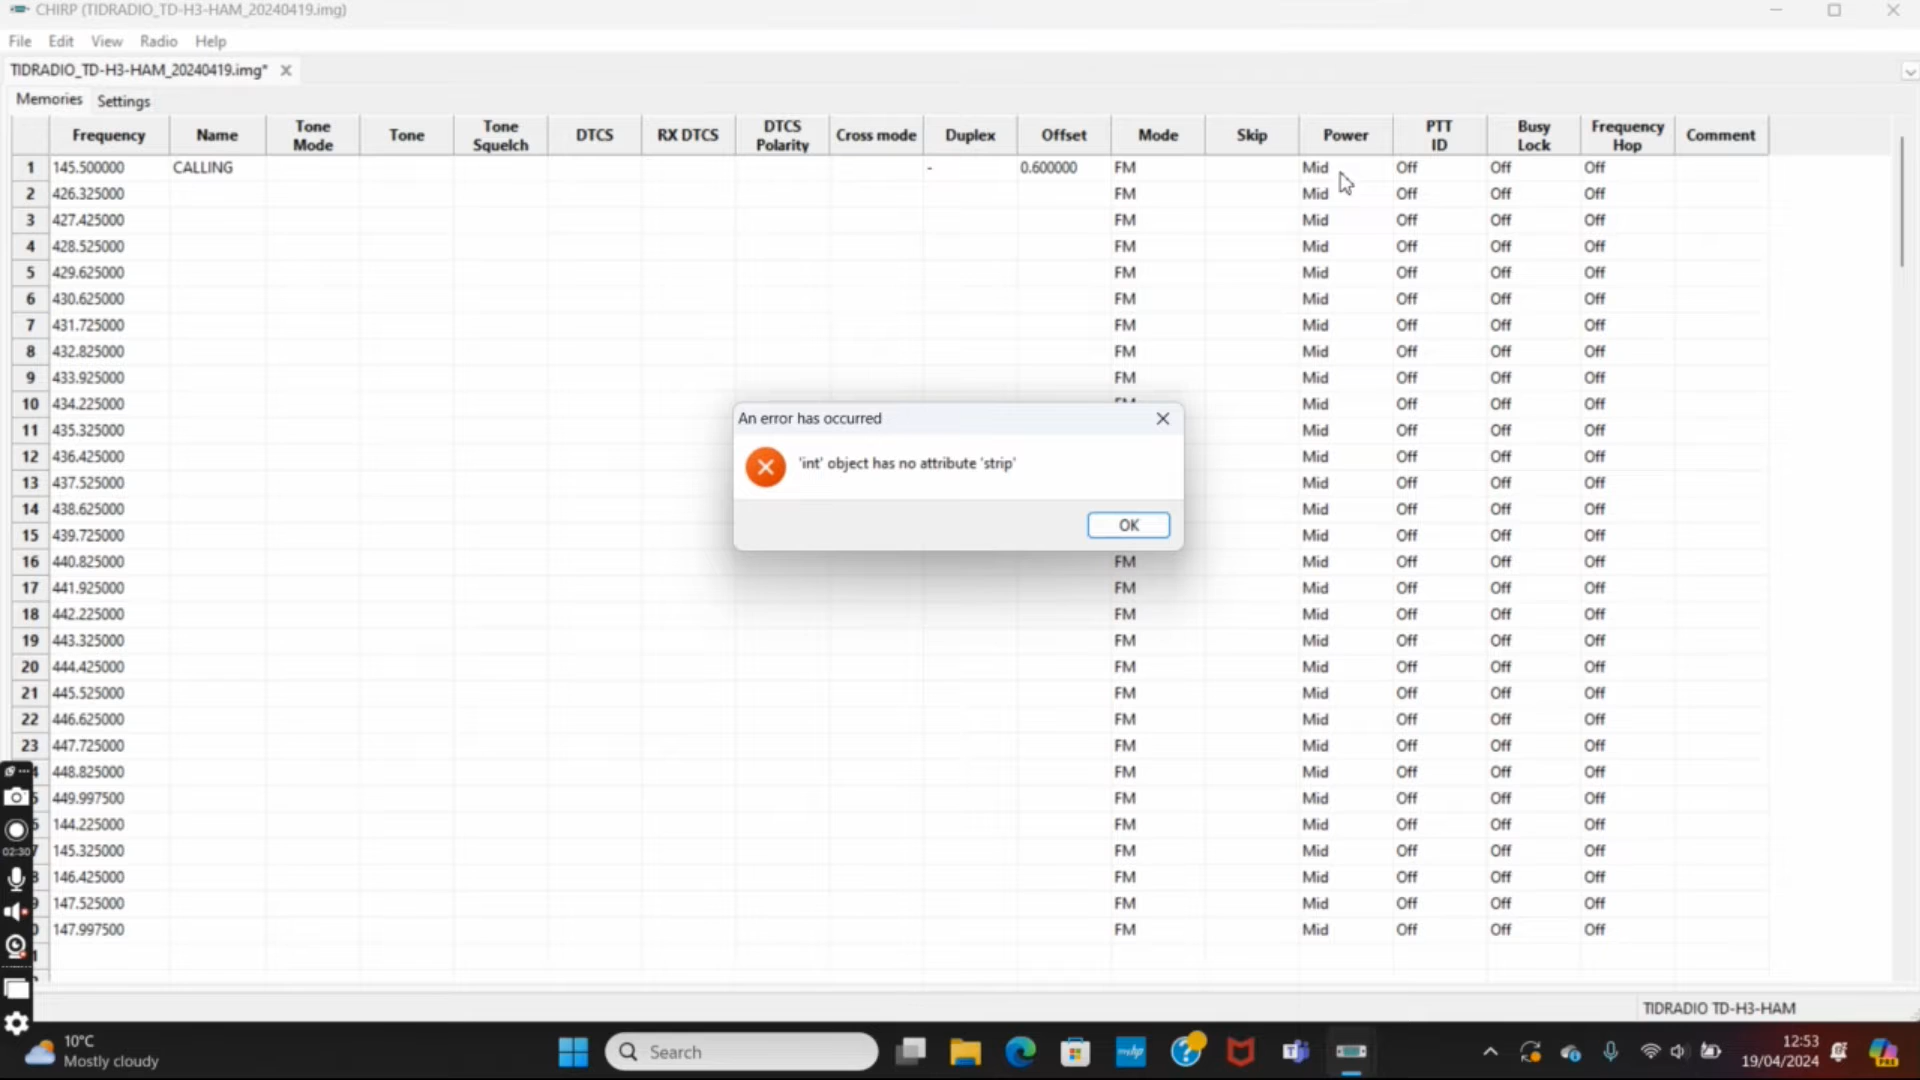 CHIRP (TIDRADIO_TD-H3-HAM_20240419.img)
File Edit View Radio Help
TIDRADIO_TD-H3-HAM_20240419.img*
Memories Settings
Frequency Name Tone Mode Tone Tone Squelch DTCS RX DTCS DTCS Polarity Cross mode Duplex Offset Mode Skip Power PTT ID Busy Lock Frequency Hop Comment
1 145.500000 CALLING - 0.600000 FM Mid Off Off Off
2 426.325000 FM Mid Off Off Off
3 427.425000 FM Mid Off Off Off
4 428.525000 FM Mid Off Off Off
5 429.625000 FM Mid Off Off Off
6 430.625000 FM Mid Off Off Off
7 431.725000 FM Mid Off Off Off
8 432.825000 FM Mid Off Off Off
9 433.925000 FM Mid Off Off Off
10 434.225000 Mid Off Off Off
An error has occurred
11 435.325000 Mid Off Off Off
12 436.425000 Mid Off Off Off
'int' object has no attribute 'strip'
13 437.525000 Mid Off Off Off
14 438.625000 Mid Off Off Off
OK
15 439.725000 Mid Off Off Off
16 440.825000 FM Mid Off Off Off
17 441.925000 FM Mid Off Off Off
18 442.225000 FM Mid Off Off Off
19 443.325000 FM Mid Off Off Off
20 444.425000 FM Mid Off Off Off
21 445.525000 FM Mid Off Off Off
22 446.625000 FM Mid Off Off Off
23 447.725000 FM Mid Off Off Off
4 448.825000 FM Mid Off Off Off
5 449.997500 FM Mid Off Off Off
144.225000 FM Mid Off Off Off
02:30 7 145.325000 FM Mid Off Off Off
146.425000 FM Mid Off Off Off
147.525000 FM Mid Off Off Off
147.997500 FM Mid Off Off Off
TIDRADIO TD-H3-HAM
10°C
Mostly cloudy
Search
myhp
12:53
19/04/2024
PRE